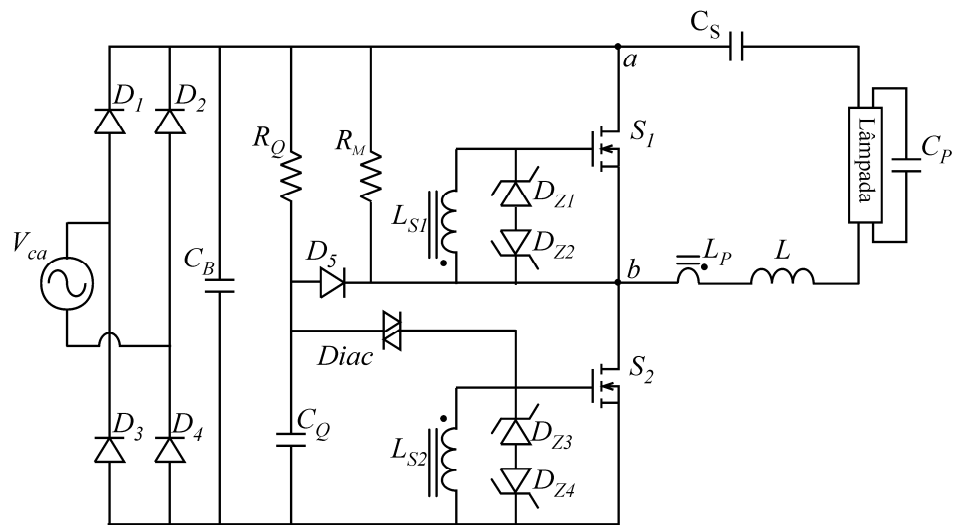 C_S
a
D_1
D_2
S_1
R_Q
R_M
Lâmpada
C_P
D_Z1
L_S1
D_Z2
V_ca
C_B
D_5
b
L_P
L
Diac
S_2
C_Q
D_3
D_4
D_Z3
L_S2
D_Z4